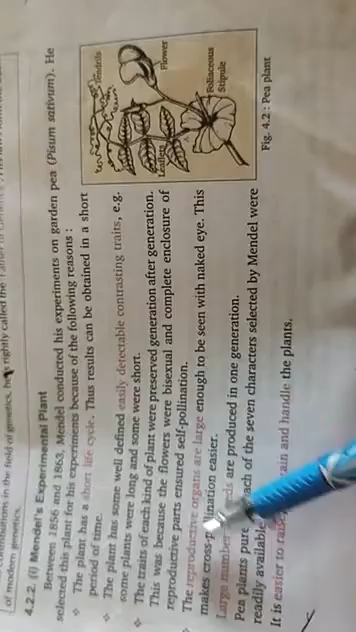 contributions in the field of genetics, he is rightly called the
of modern genetics.
4.2.2. (i) Mendel's Experimental Plant
Between 1856 and 1863, Mendel conducted his experiments on garden pea (Pisum sativum). He
selected this plant for his experiments because of the following reasons :
The plant has a short life cycle. Thus results can be obtained in a short
period of time.
The plant has some well defined easily detectable contrasting traits, e.g.
some plants were long and some were short.
The traits of each kind of plant were preserved generation after generation.
This was because the flowers were bisexual and complete enclosure of
reproductive parts ensured self-pollination.
The reproductive organs are large enough to be seen with naked eye. This
makes cross-pollination easier.
Large number are produced in one generation.
Pea plants pure each of the seven characters selected by Mendel were
readily available
It is easier to raise, and handle the plants.
Tendrils
Flower
Leaflets
Foliaceous
Stipule
Fig. 4.2 : Pea plant